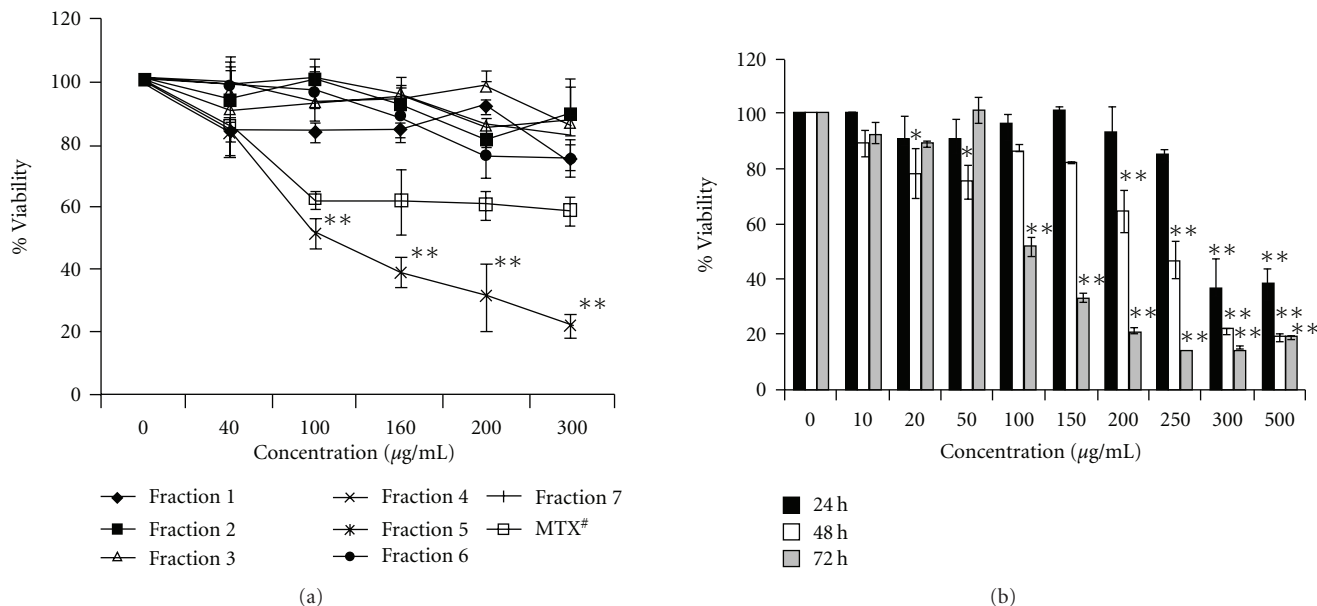 120
100
80
60
40
20
0
% Viability
**
**
**
**
0 40 100 160 200 300
Concentration (µg/mL)
Fraction 1 Fraction 4 Fraction 7
Fraction 2 Fraction 5 MTX#
Fraction 3 Fraction 6
(a)
120
100
80
60
40
20
0
% Viability
*
*
**
**
**
**
**
**
**
**
**
**
**
**
0 10 20 50 100 150 200 250 300 500
Concentration (µg/mL)
24 h
48 h
72 h
(b)